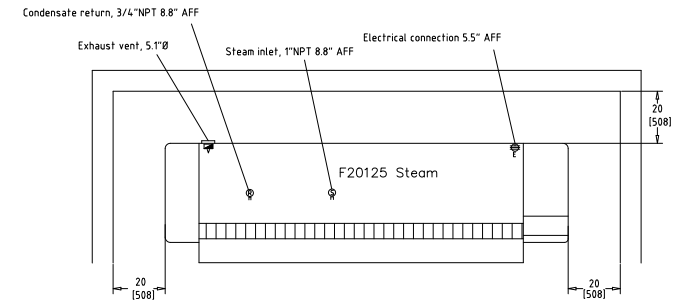 Condensate return, 3/4"NPT 8.8" AFF
Exhaust vent, 5.1"Ø
Steam inlet, 1"NPT 8.8" AFF
Electrical connection 5.5" AFF
20
[508]
V
E
F20125 Steam
R
H
S
H
20
[508]
20
[508]